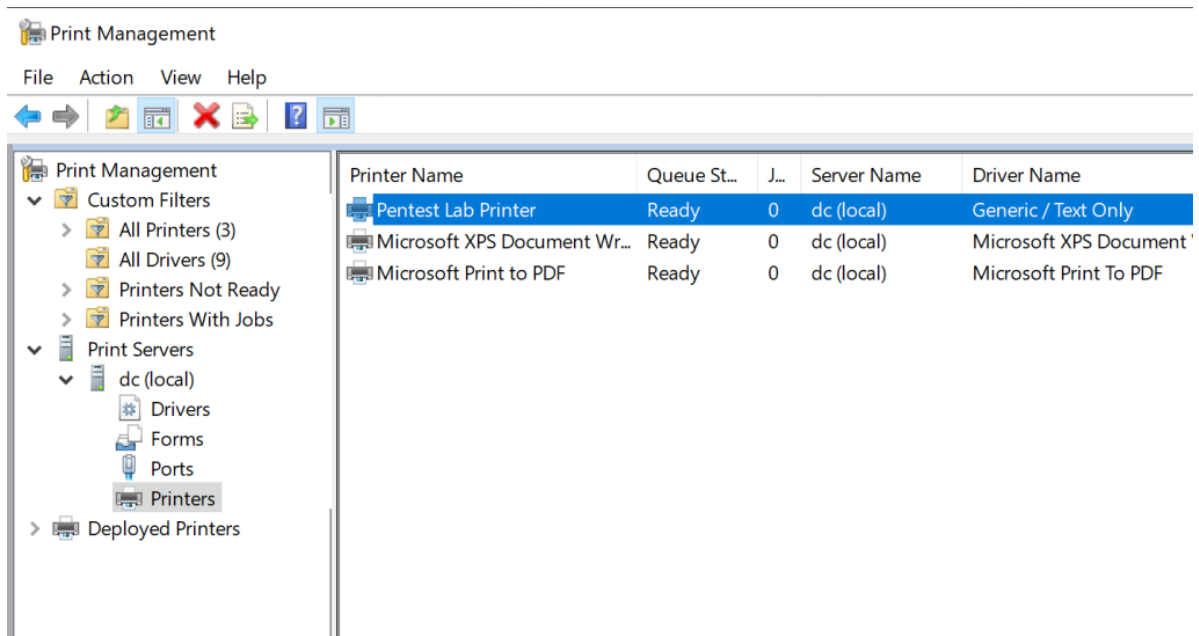 Print Management
File Action View Help
Print Management
Custom Filters
All Printers (3)
All Drivers (9)
Printers Not Ready
Printers With Jobs
Print Servers
dc (local)
Drivers
Forms
Ports
Printers
Deployed Printers
Printer Name Queue St... J... Server Name Driver Name
Pentest Lab Printer Ready 0 dc (local) Generic / Text Only
Microsoft XPS Document Wr... Ready 0 dc (local) Microsoft XPS Document
Microsoft Print to PDF Ready 0 dc (local) Microsoft Print To PDF